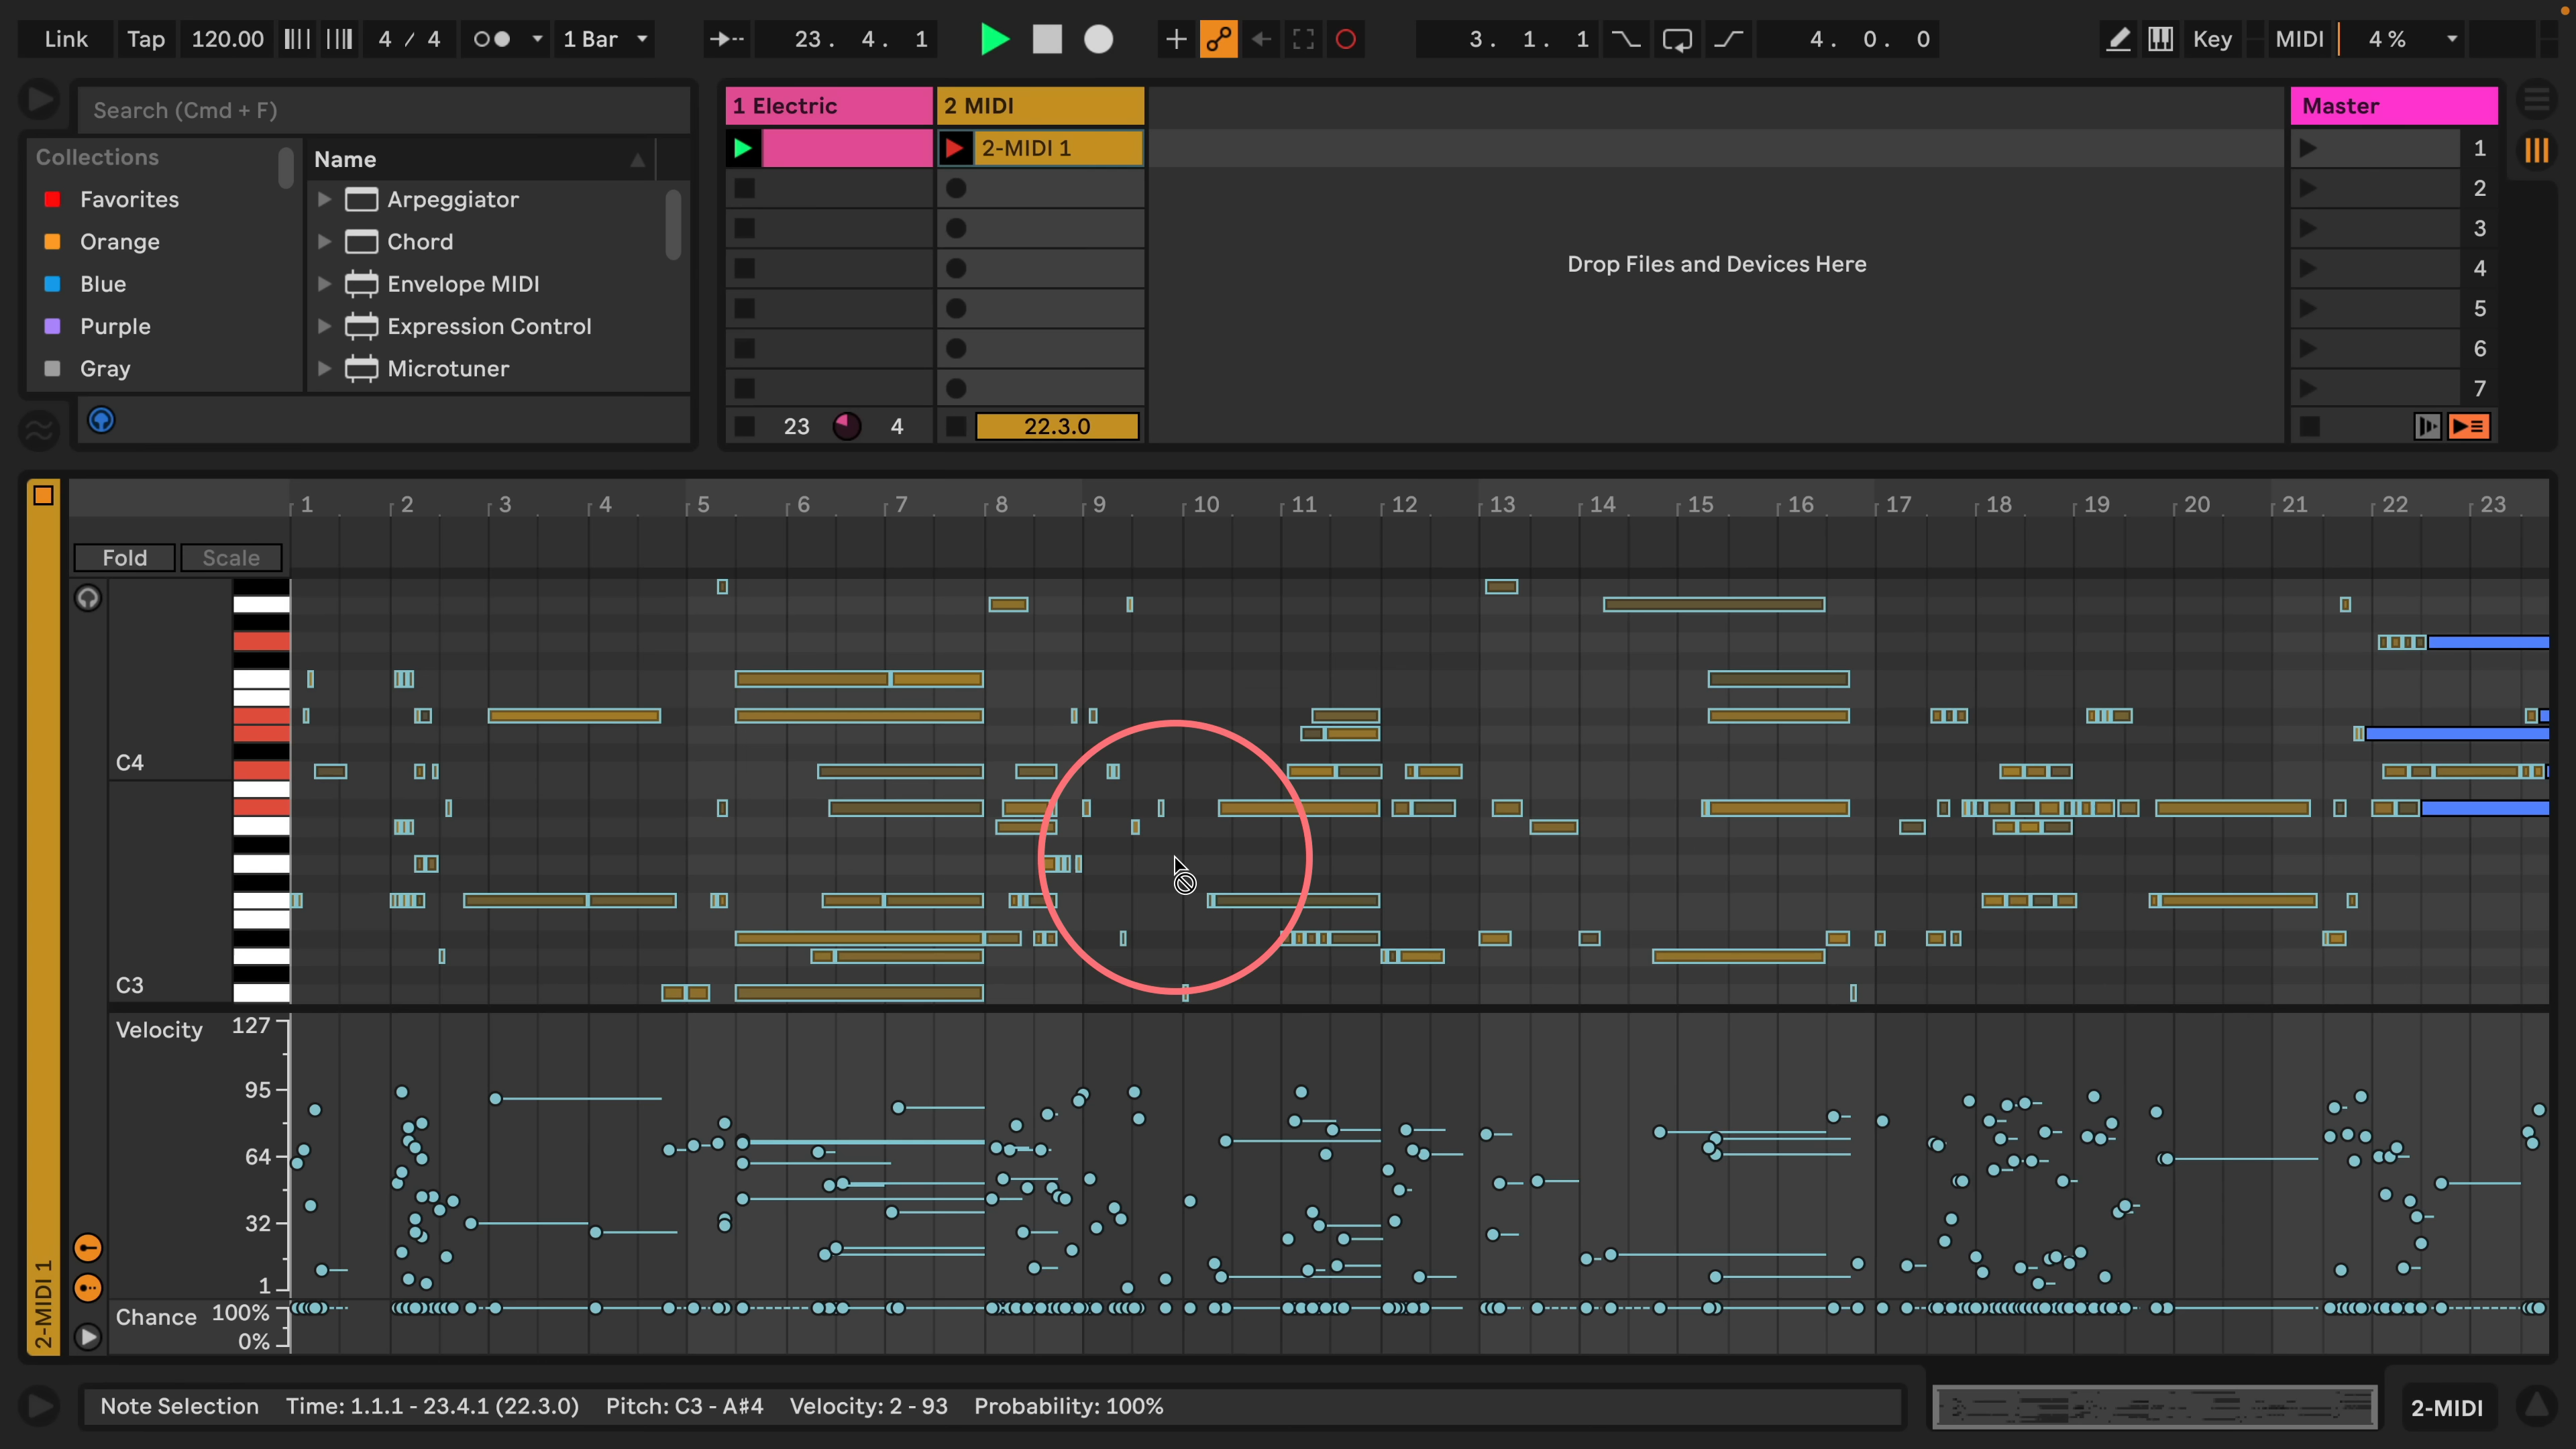 Link Tap 120.00 4 / 4 1 Bar 23. 4. 1 3. 1. 1 4. 0. 0 Key MIDI 4 %
Search (Cmd + F)
Collections
Favorites
Orange
Blue
Purple
Gray
Name
Arpeggiator
Chord
Envelope MIDI
Expression Control
Microtuner
1 Electric 2 MIDI Master
2-MIDI 1 1
2
3
Drop Files and Devices Here 4
5
6
7
23 4 22.3.0
1 2 3 4 5 6 7 8 9 10 11 12 13 14 15 16 17 18 19 20 21 22 23
Fold Scale
C4
C3
Velocity 127
95
64
32
1
Chance 100%
0%
2-MIDI 1
Note Selection Time: 1.1.1 - 23.4.1 (22.3.0) Pitch: C3 - A#4 Velocity: 2 - 93 Probability: 100%
2-MIDI